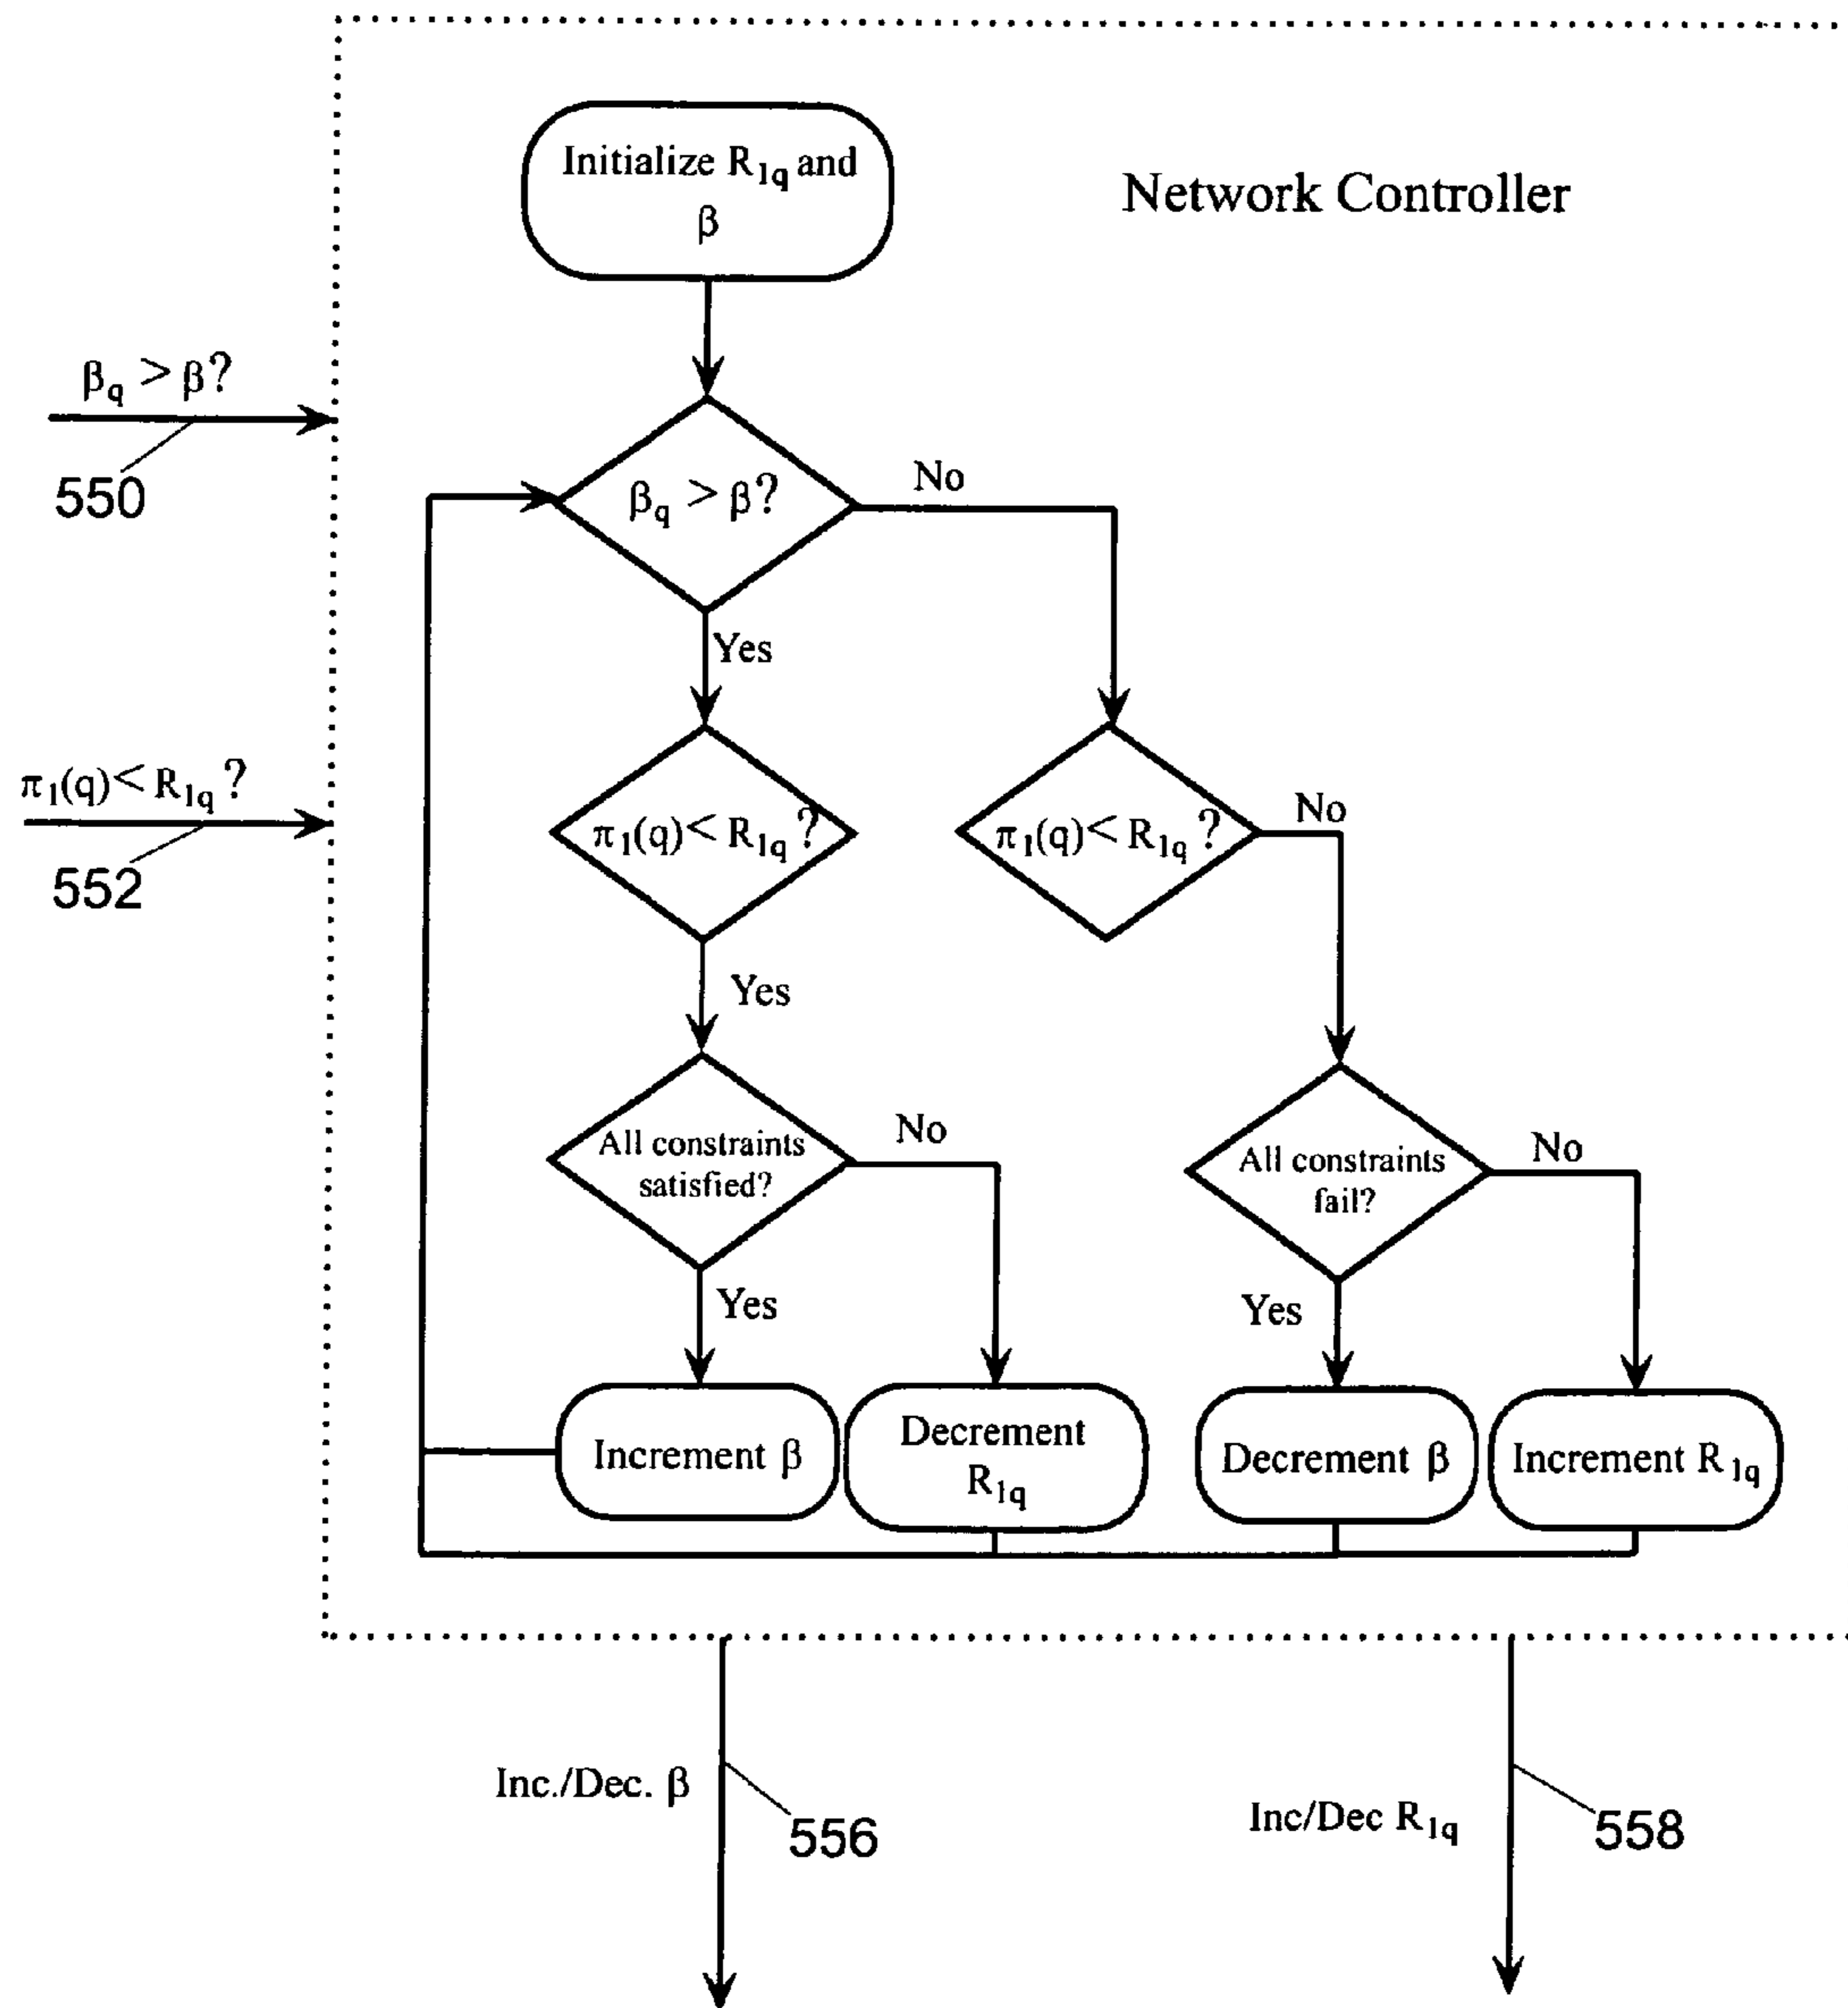 Network Controller
Initialize R1q and
β
βq > β?
550
βq > β?
No
Yes
π1(q)< R1q ?
552
π1(q)< R1q ?
π1(q)< R1q ?
No
Yes
All constraints
satisfied?
No
All constraints
fail?
No
Yes
Yes
Increment β
Decrement
R1q
Decrement β
Increment R1q
Inc./Dec. β
556
Inc/Dec R1q
558